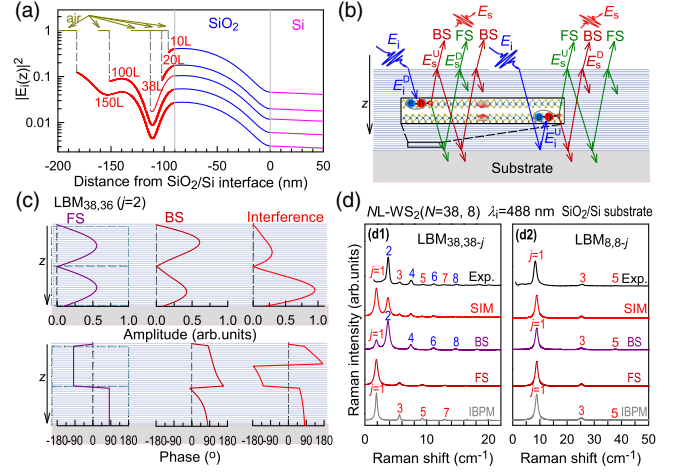 (a)
air
SiO₂
Si
10L
20L
38L
100L
150L
|Eᵢ(z)|²
1
0.1
0.01
-200 -150 -100 -50 0 50
Distance from SiO₂/Si interface (nm)
(b)
Eᵢ
Eₛ
BS FS BS
Eₛᵁ
Eₛᴰ
Eᵢ
Eₛ
FS BS FS
Eₛᵁ
Eₛᴰ
Eᵢᴰ
Eᵢᵁ
z
Substrate
(c)
LBM₃₈,₃₆ (j=2)
FS
BS
Interference
z
0.0 0.5 0.0 0.5 0.0 0.5 1.0
Amplitude (arb.units)
z
-180-90 0 90 180 -180-90 0 90 180 -180-90 0 90 180
Phase (º)
(d)
NL-WS₂(N=38, 8) λᵢ=488 nm SiO₂/Si substrate
(d1)
LBM₃₈,₃₈₋ⱼ
j=1
2
3 4 5 6 7 8
Exp.
SIM
j=1
2
4 6 8
BS
FS
j=1
3 5 7
IBPM
0 10 20
Raman shift (cm⁻¹)
Raman intensity (arb.units)
(d2)
LBM₈,₈₋ⱼ
j=1
3 5
Exp.
SIM
j=1
3 5
BS
FS
j=1
3 5
IBPM
0 10 20 30 40 50
Raman shift (cm⁻¹)